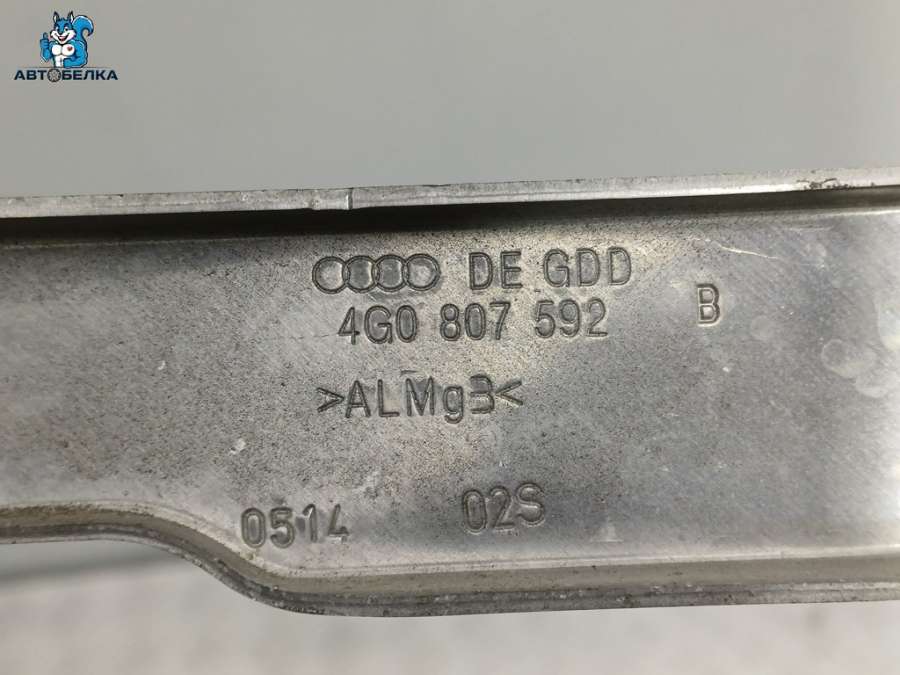 АВТОБЕЛКА
DE GDD
4G0 807 592 B
>ALMg3<
0514 02S